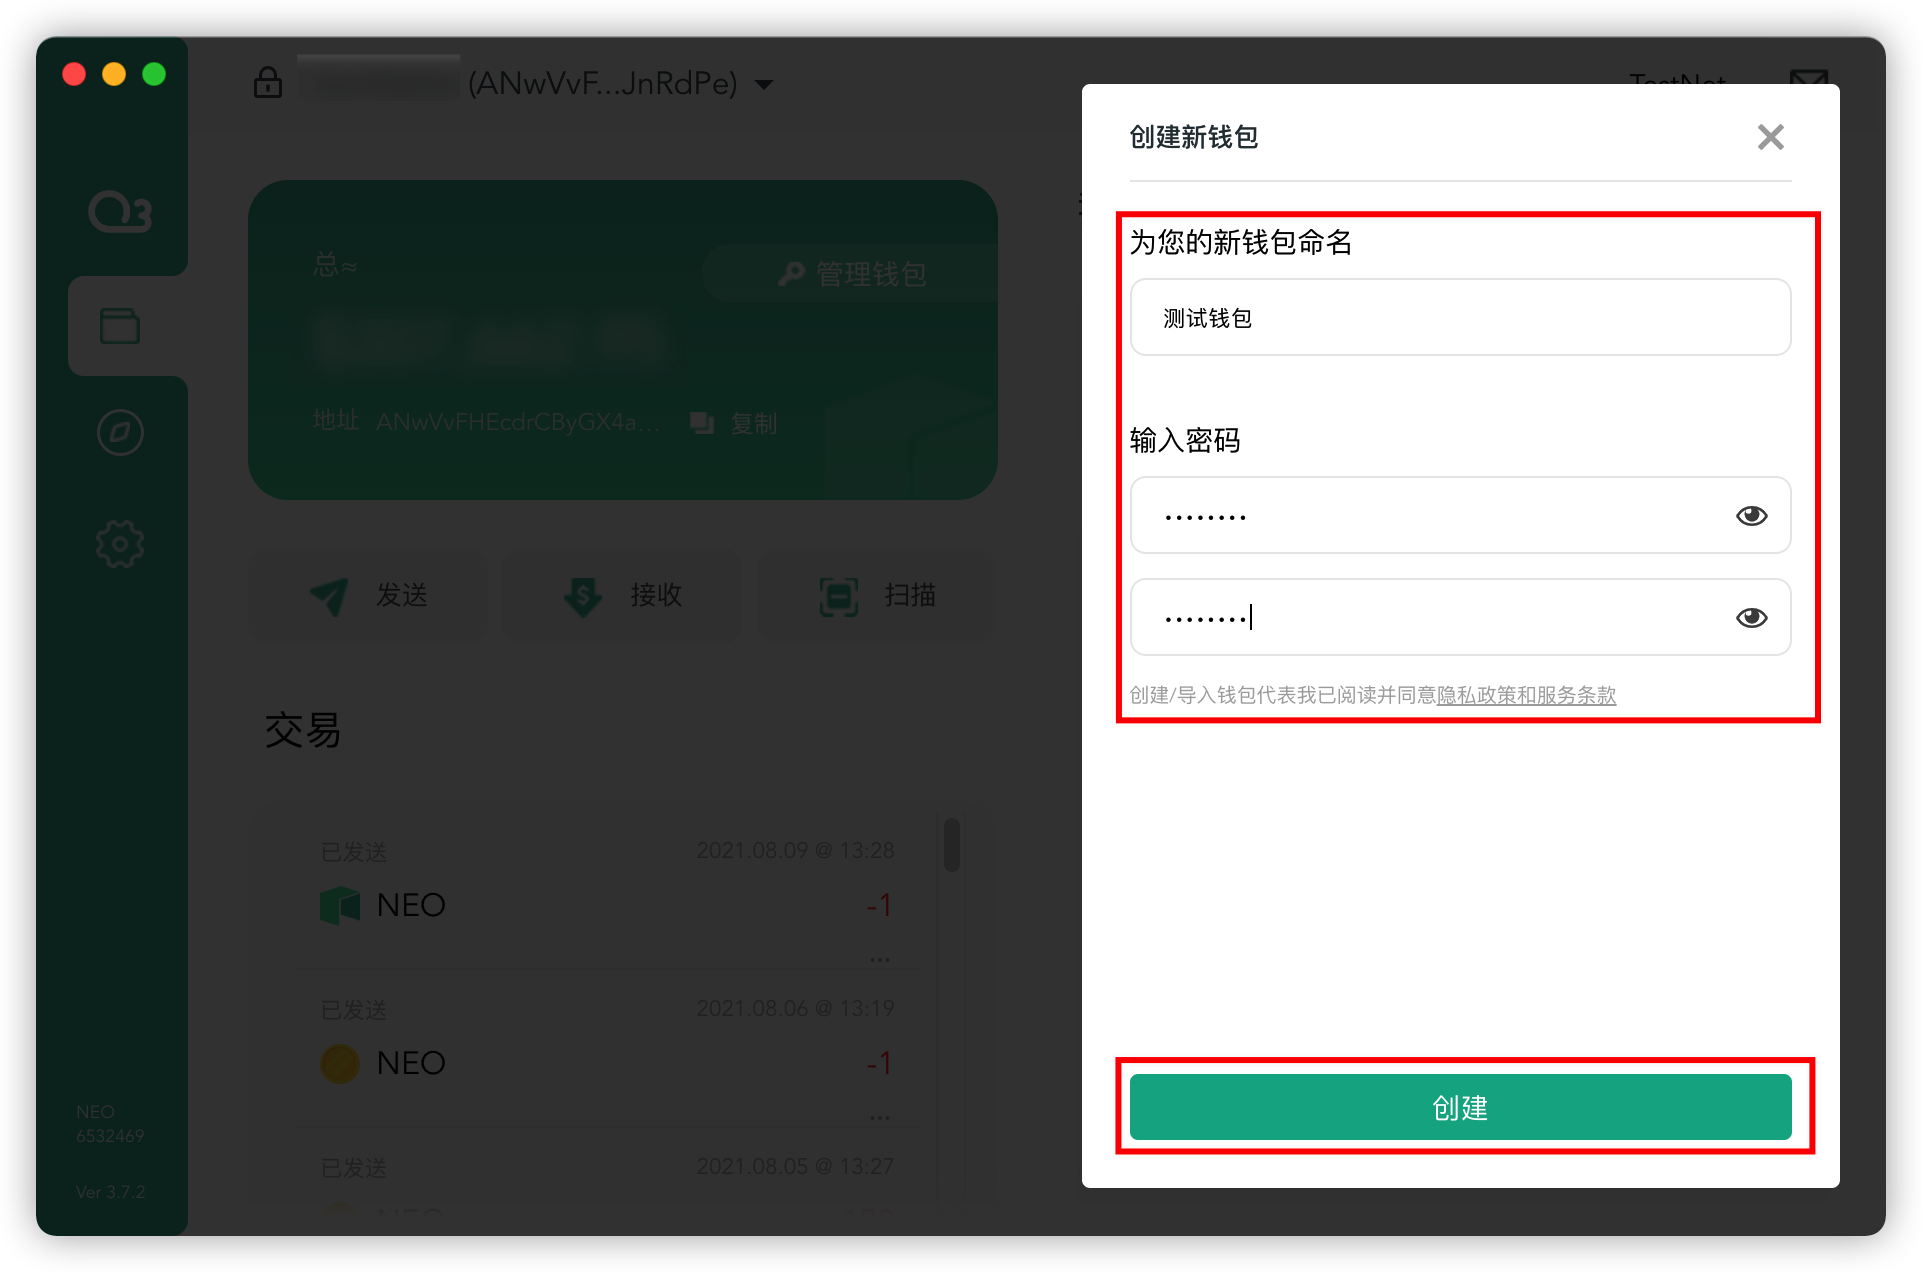 (ANwVvF...JnRdPe)
TestNet
O3
总≈
管理钱包
地址 ANwVvFHEcdrCByGX4a... 复制
发送
接收
扫描
交易
已发送 2021.08.09 @ 13:28
NEO -1
...
已发送 2021.08.06 @ 13:19
NEO -1
...
已发送 2021.08.05 @ 13:27
NEO
NEO
6532469
Ver 3.7.2
创建新钱包
为您的新钱包命名
测试钱包
输入密码
........
........
创建/导入钱包代表我已阅读并同意隐私政策和服务条款
创建